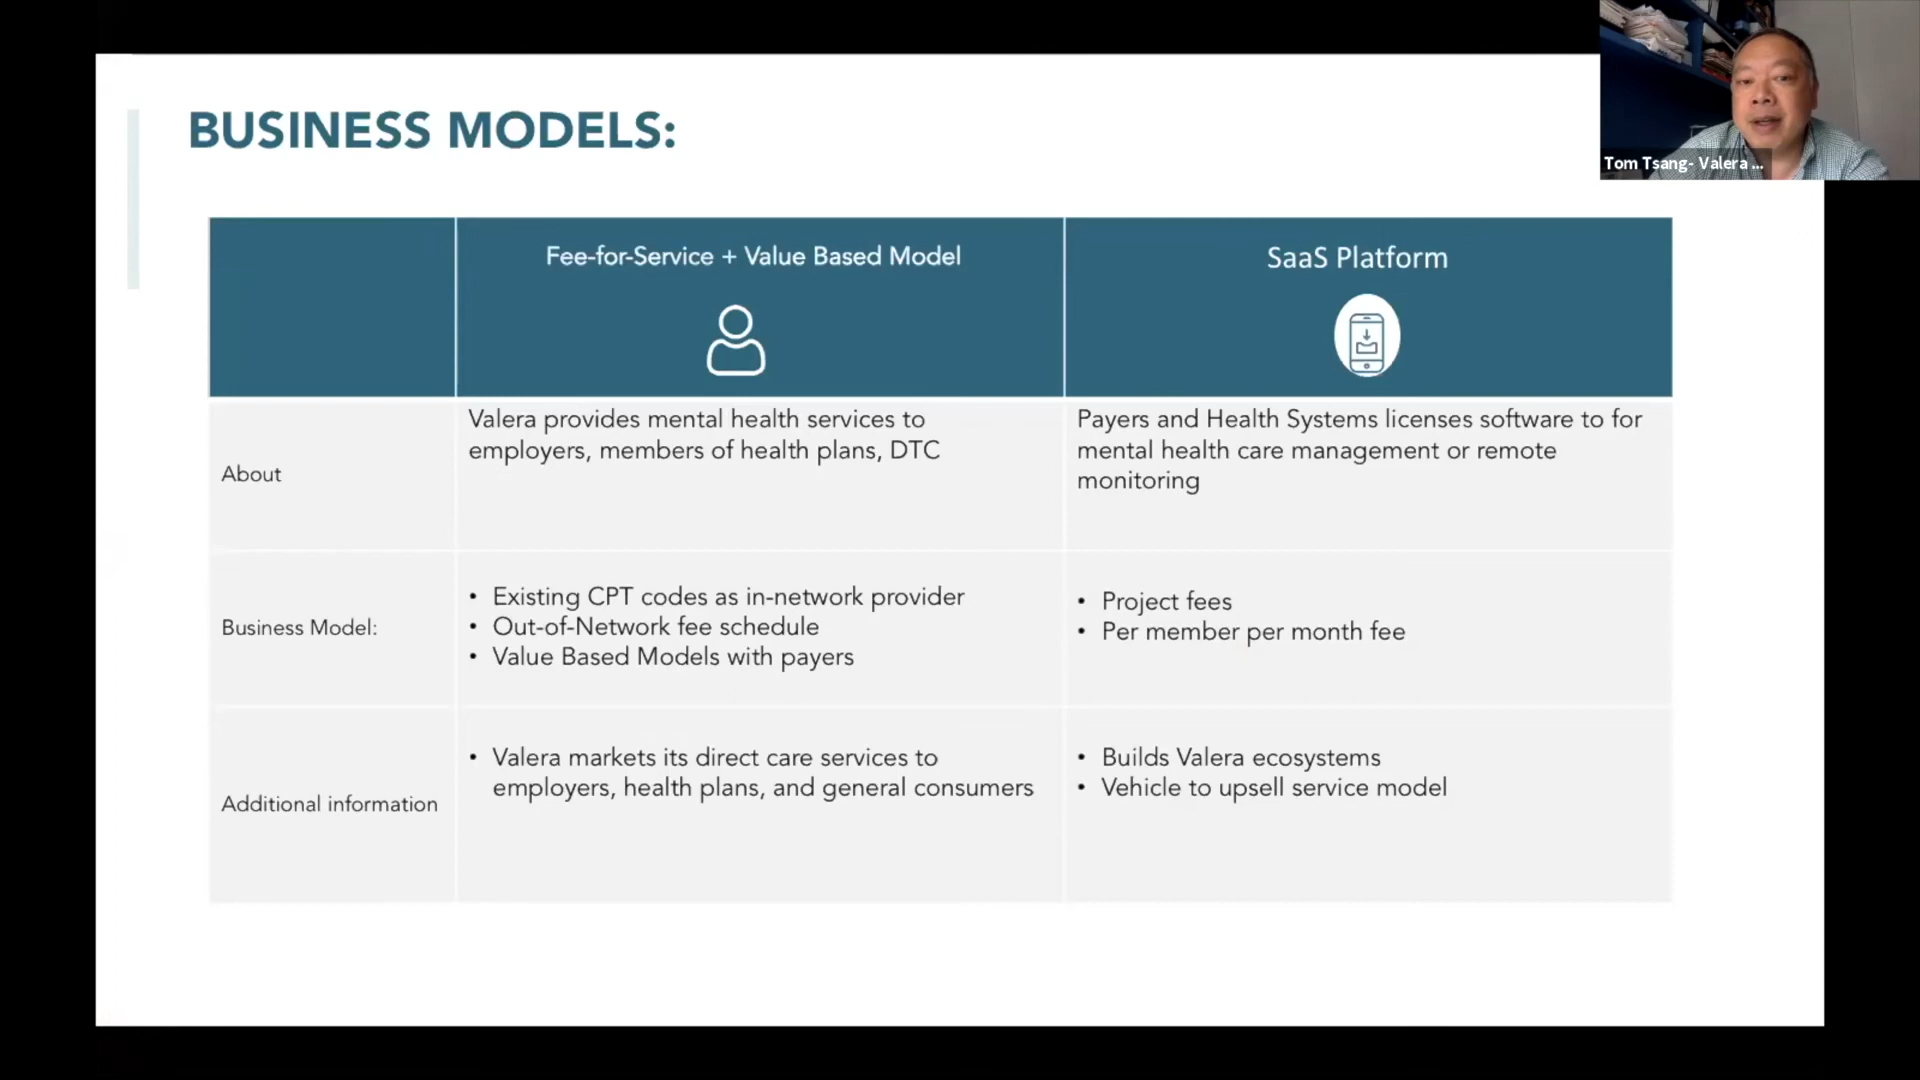 BUSINESS MODELS:
Tom Tsang- Valera ...
Fee-for-Service + Value Based Model
SaaS Platform
About
Valera provides mental health services to
employers, members of health plans, DTC
Payers and Health Systems licenses software to for
mental health care management or remote
monitoring
Business Model:
• Existing CPT codes as in-network provider
• Out-of-Network fee schedule
• Value Based Models with payers
• Project fees
• Per member per month fee
Additional information
• Valera markets its direct care services to
employers, health plans, and general consumers
• Builds Valera ecosystems
• Vehicle to upsell service model